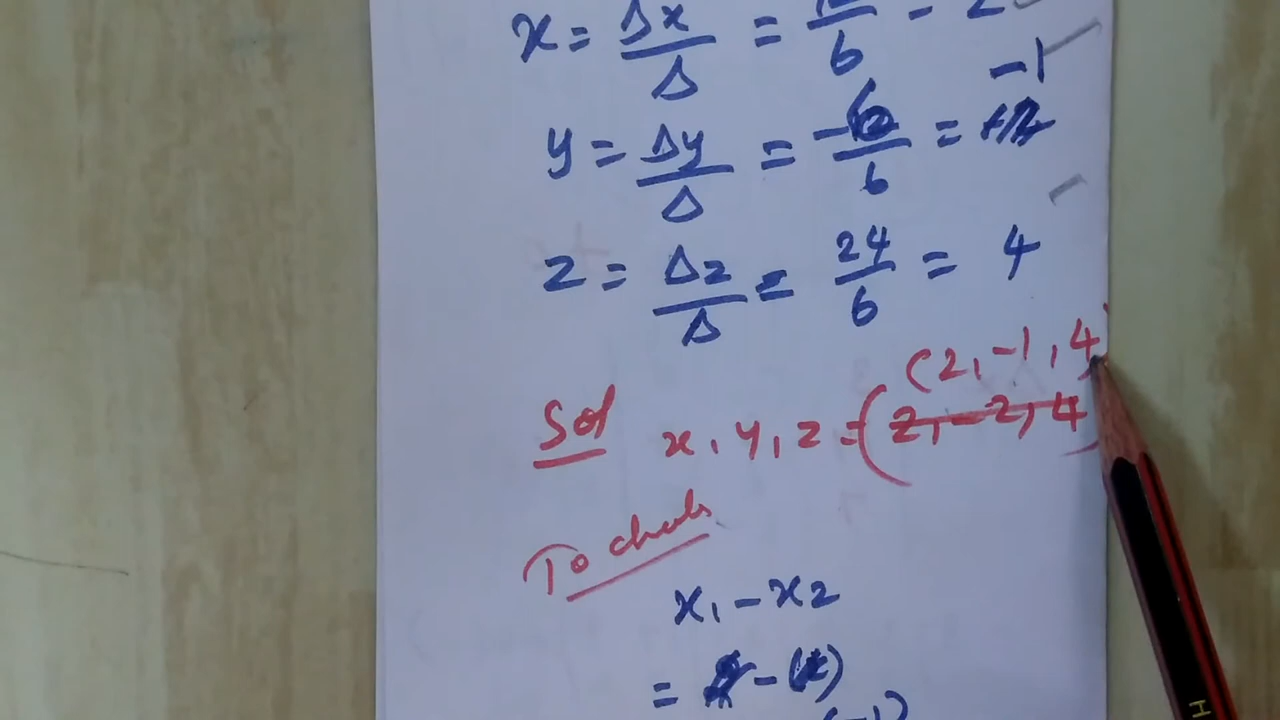 x = Δx/Δ = /6 = 2
y = Δy/Δ = -6/6 = -1
z = Δz/Δ = 24/6 = 4
(2, -1, 4)
Sol x, y, z = (2, -2, 4)
To check
x₁ - x₂
= - ( )
(-1)
H